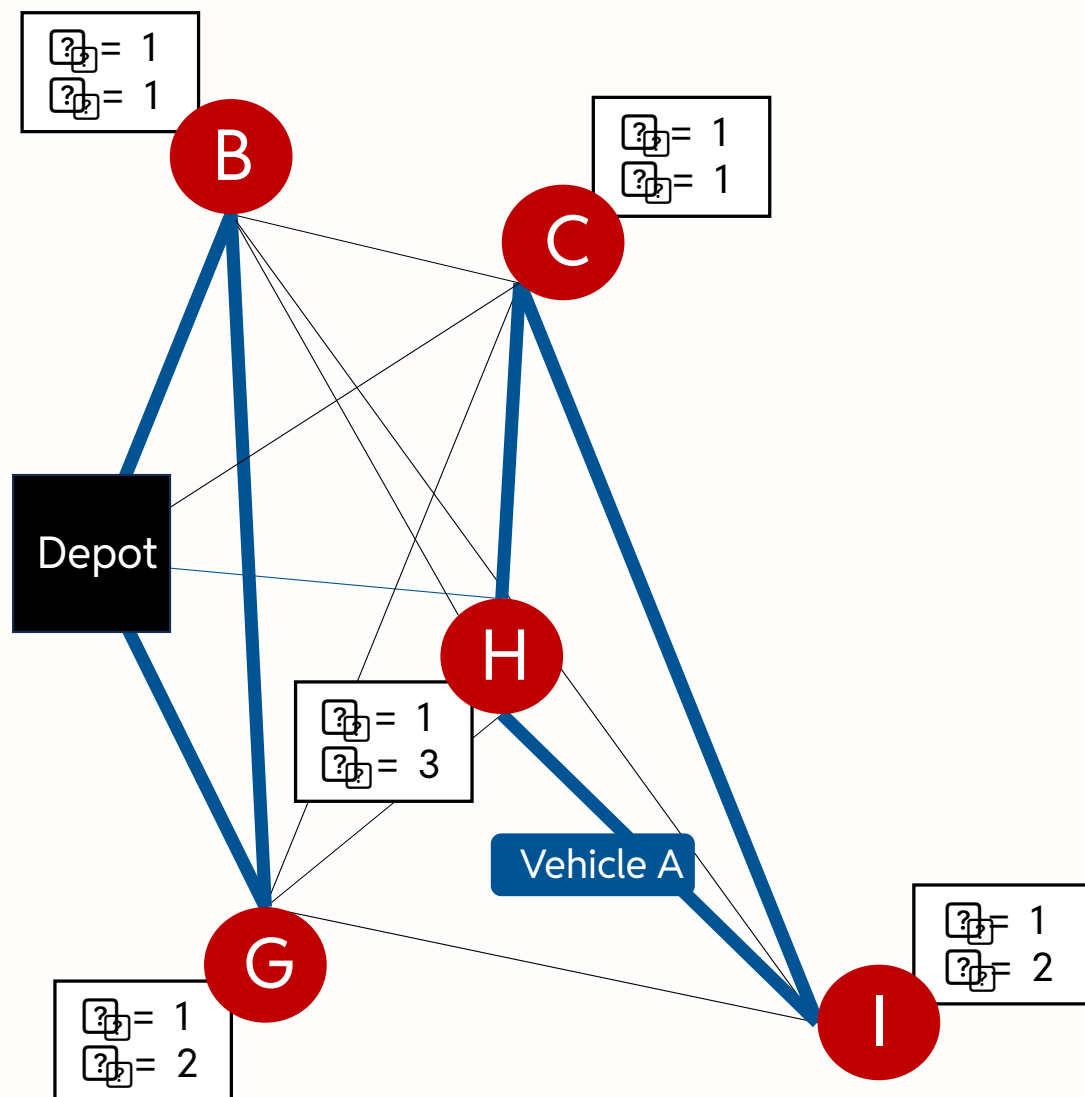 = 1
= 1
B
= 1
= 1
C
Depot
H
= 1
= 3
Vehicle A
= 1
= 2
G
= 1
= 2
I